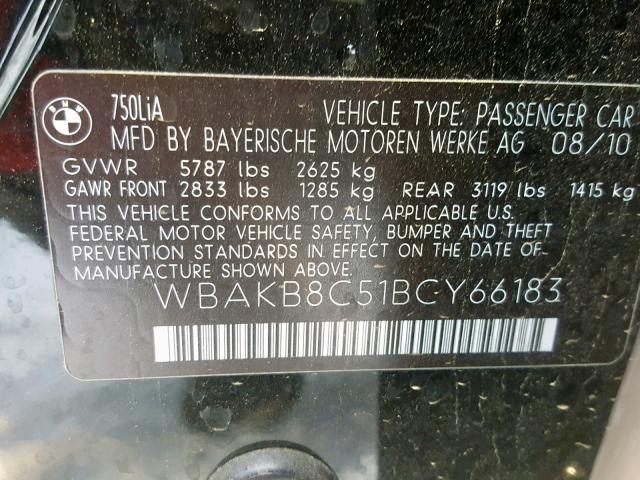 BMW
750LiA
VEHICLE TYPE: PASSENGER CAR
MFD BY BAYERISCHE MOTOREN WERKE AG 08/10
GVWR 5787 lbs 2625 kg
GAWR FRONT 2833 lbs 1285 kg REAR 3119 lbs 1415 kg
THIS VEHICLE CONFORMS TO ALL APPLICABLE U.S.
FEDERAL MOTOR VEHICLE SAFETY, BUMPER AND THEFT
PREVENTION STANDARDS IN EFFECT ON THE DATE OF
MANUFACTURE SHOWN ABOVE.
WBAKB8C51BCY66183